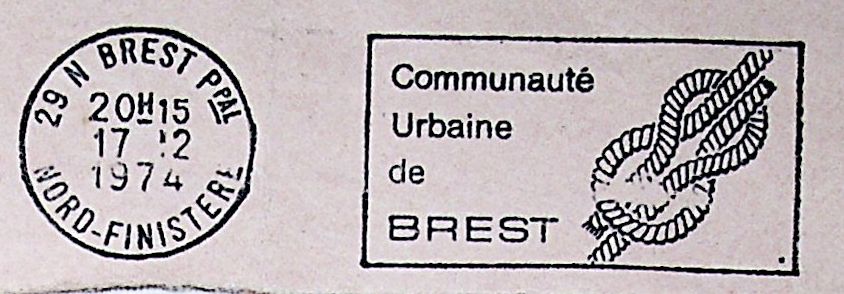 29 N BREST PPAL
20H15
17 12
1974
NORD-FINISTERE
Communauté
Urbaine
de
BREST